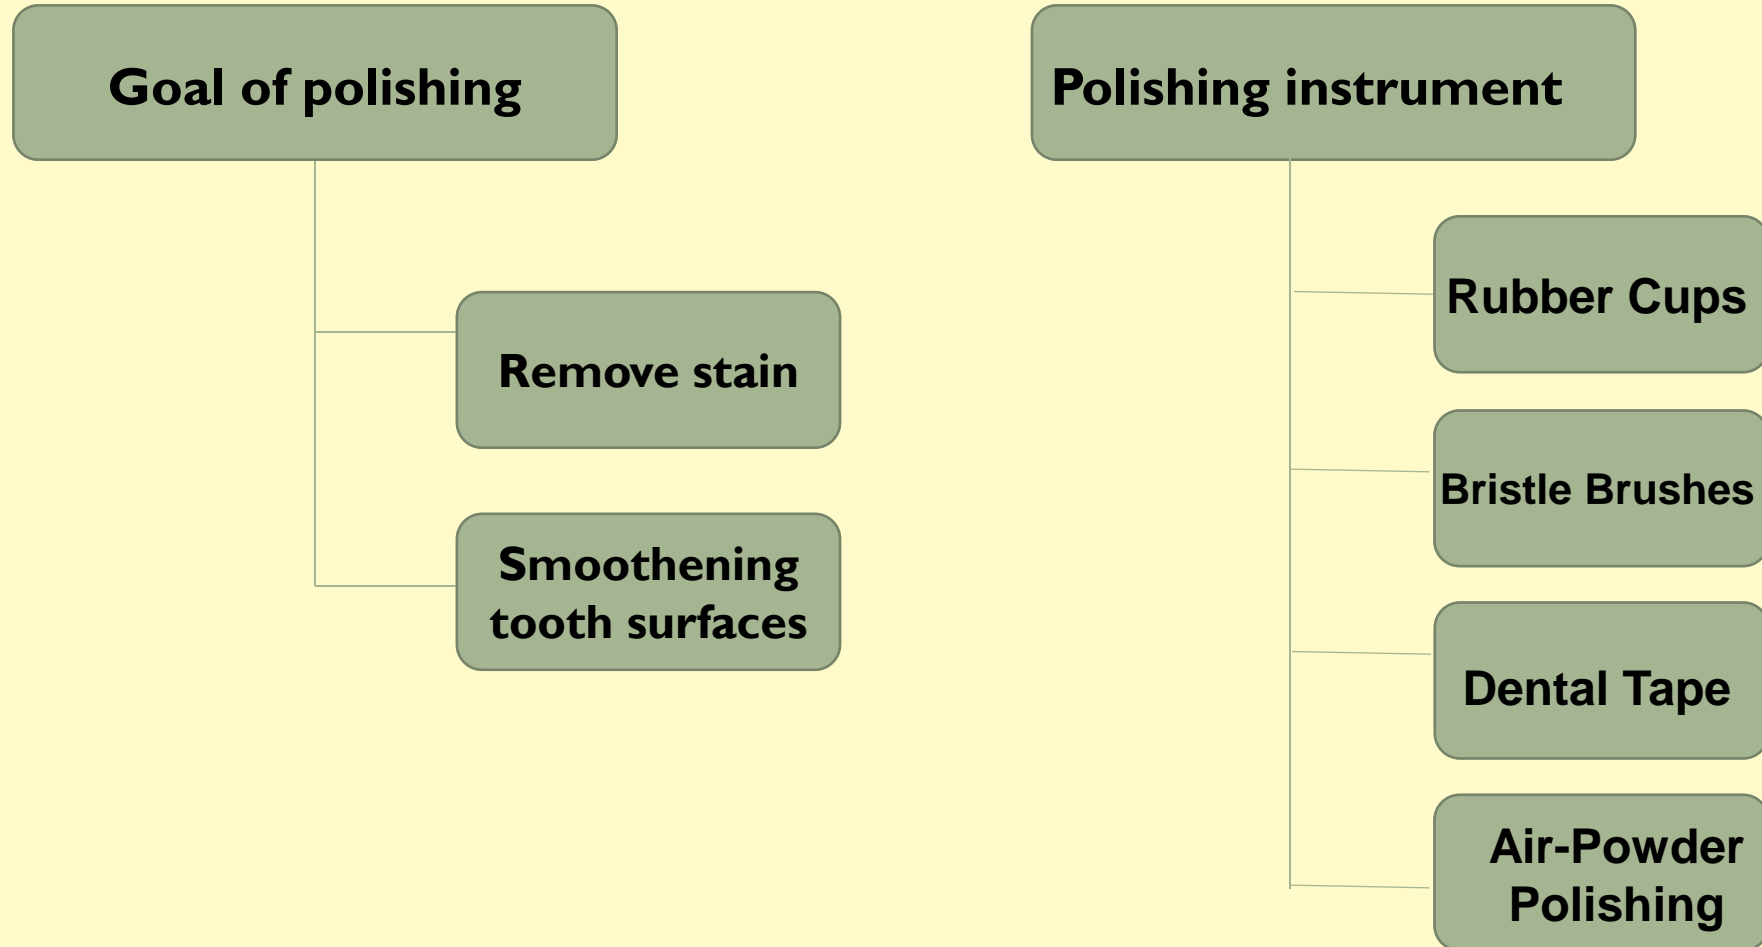 Goal of polishing
Remove stain
Smoothening
tooth surfaces
Polishing instrument
Rubber Cups
Bristle Brushes
Dental Tape
Air-Powder
Polishing